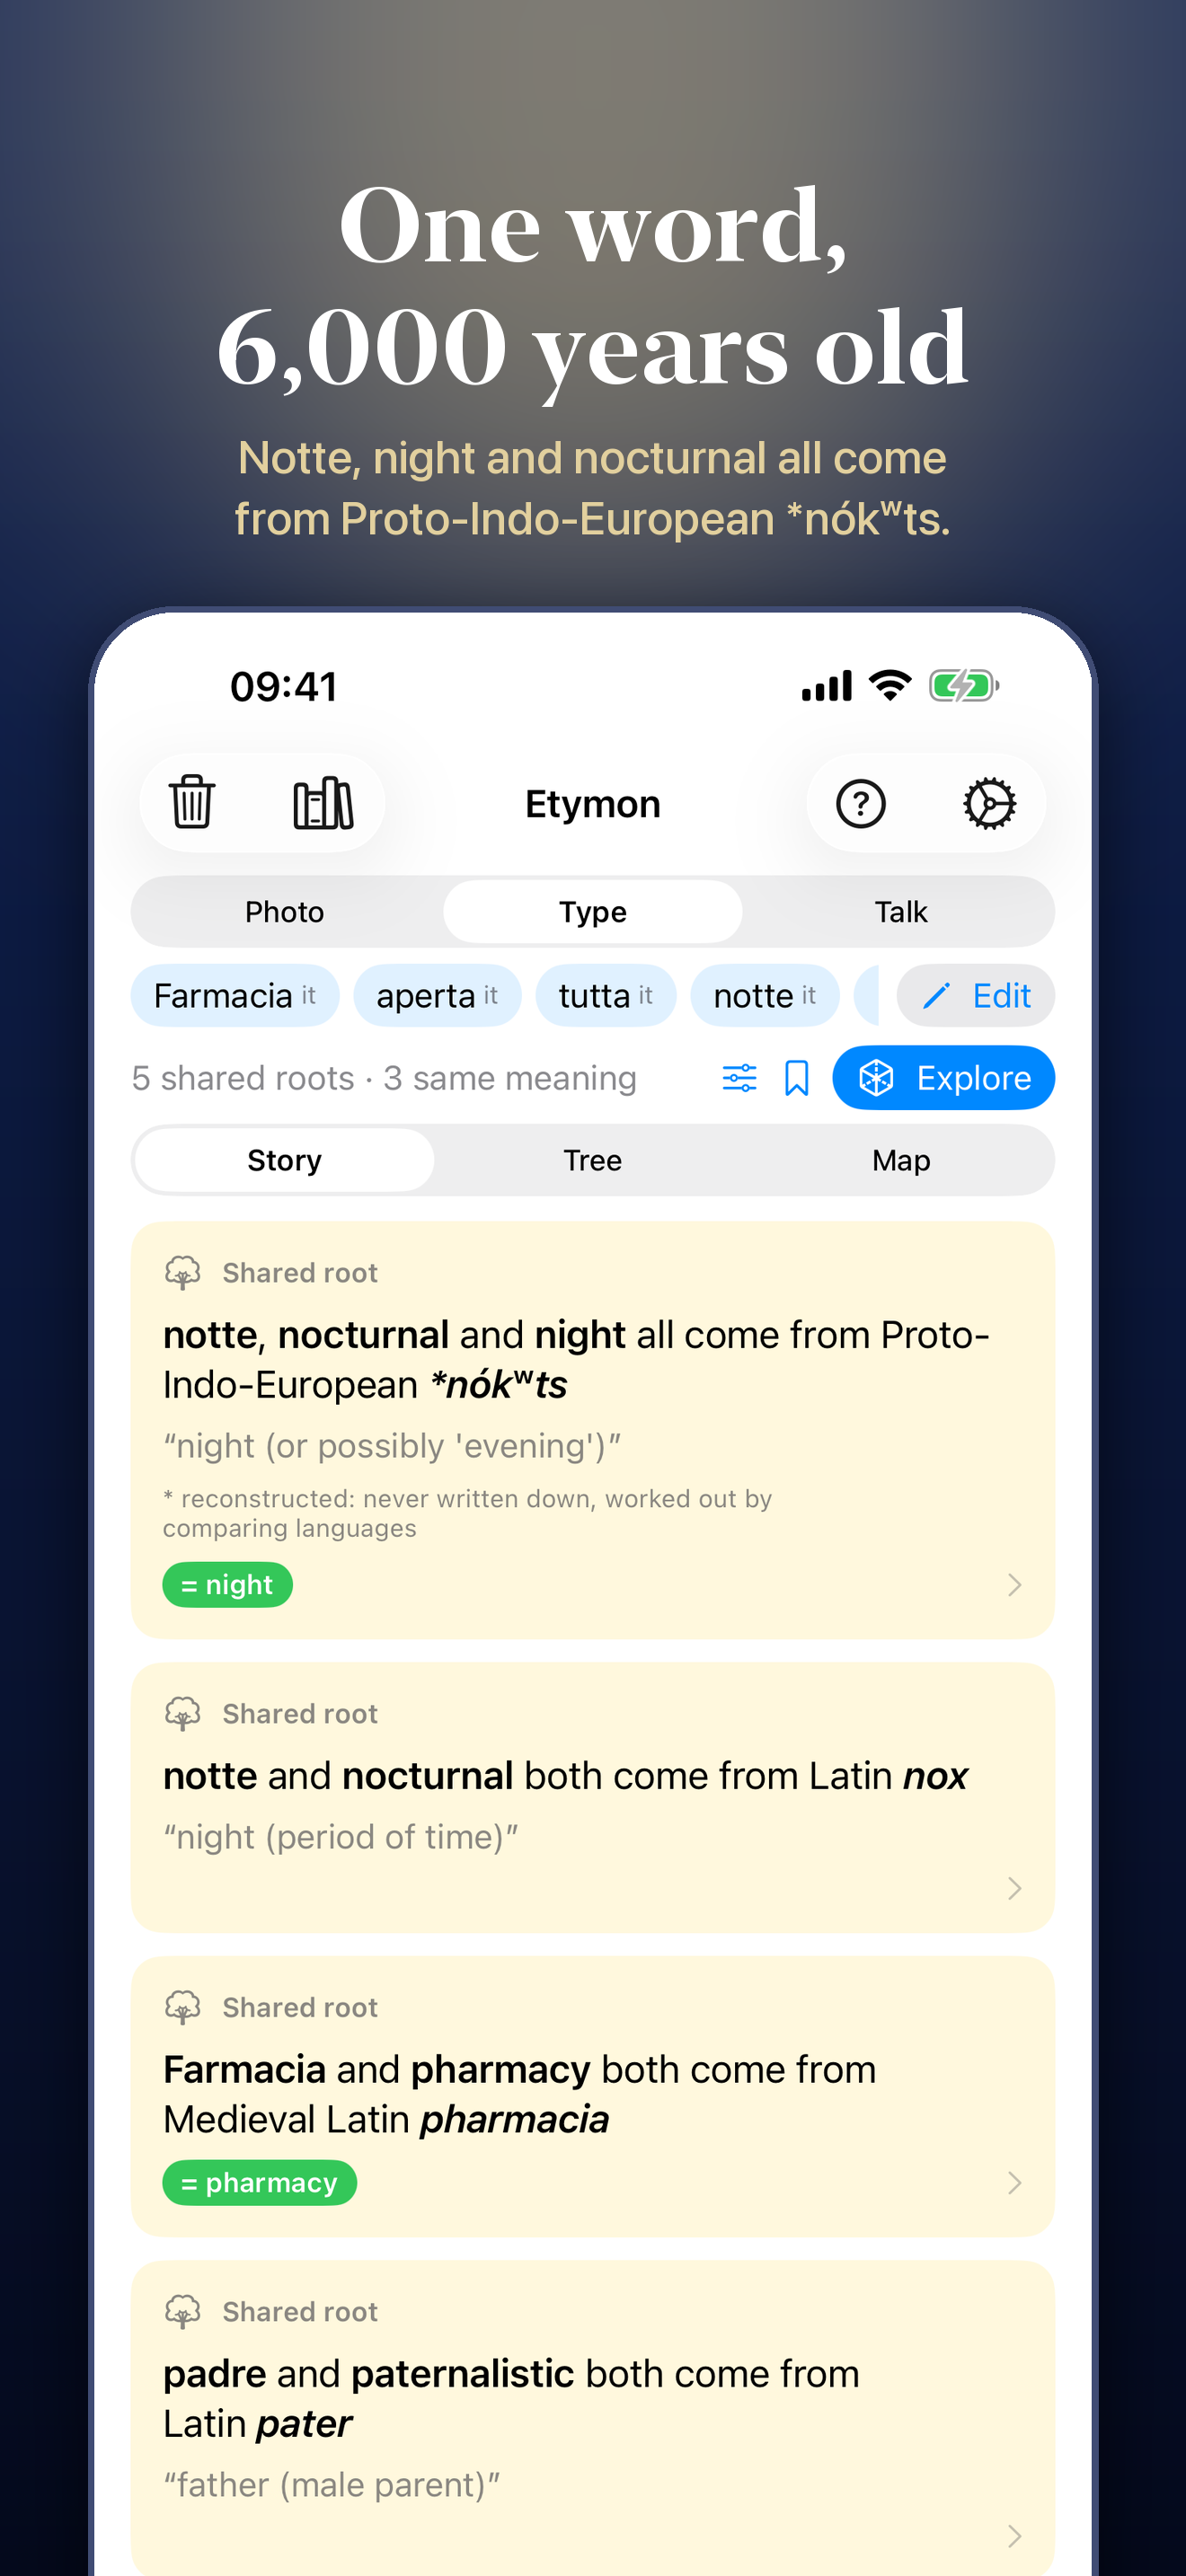 One word,
6,000 years old
Notte, night and nocturnal all come
from Proto-Indo-European *nókʷts.
09:41
Etymon
Photo
Type
Talk
Farmacia it
aperta it
tutta it
notte it
Edit
5 shared roots · 3 same meaning
Explore
Story
Tree
Map
Shared root
notte, nocturnal and night all come from Proto-
Indo-European *nókʷts
“night (or possibly 'evening')”
* reconstructed: never written down, worked out by
comparing languages
= night
Shared root
notte and nocturnal both come from Latin nox
“night (period of time)”
Shared root
Farmacia and pharmacy both come from
Medieval Latin pharmacia
= pharmacy
Shared root
padre and paternalistic both come from
Latin pater
“father (male parent)”